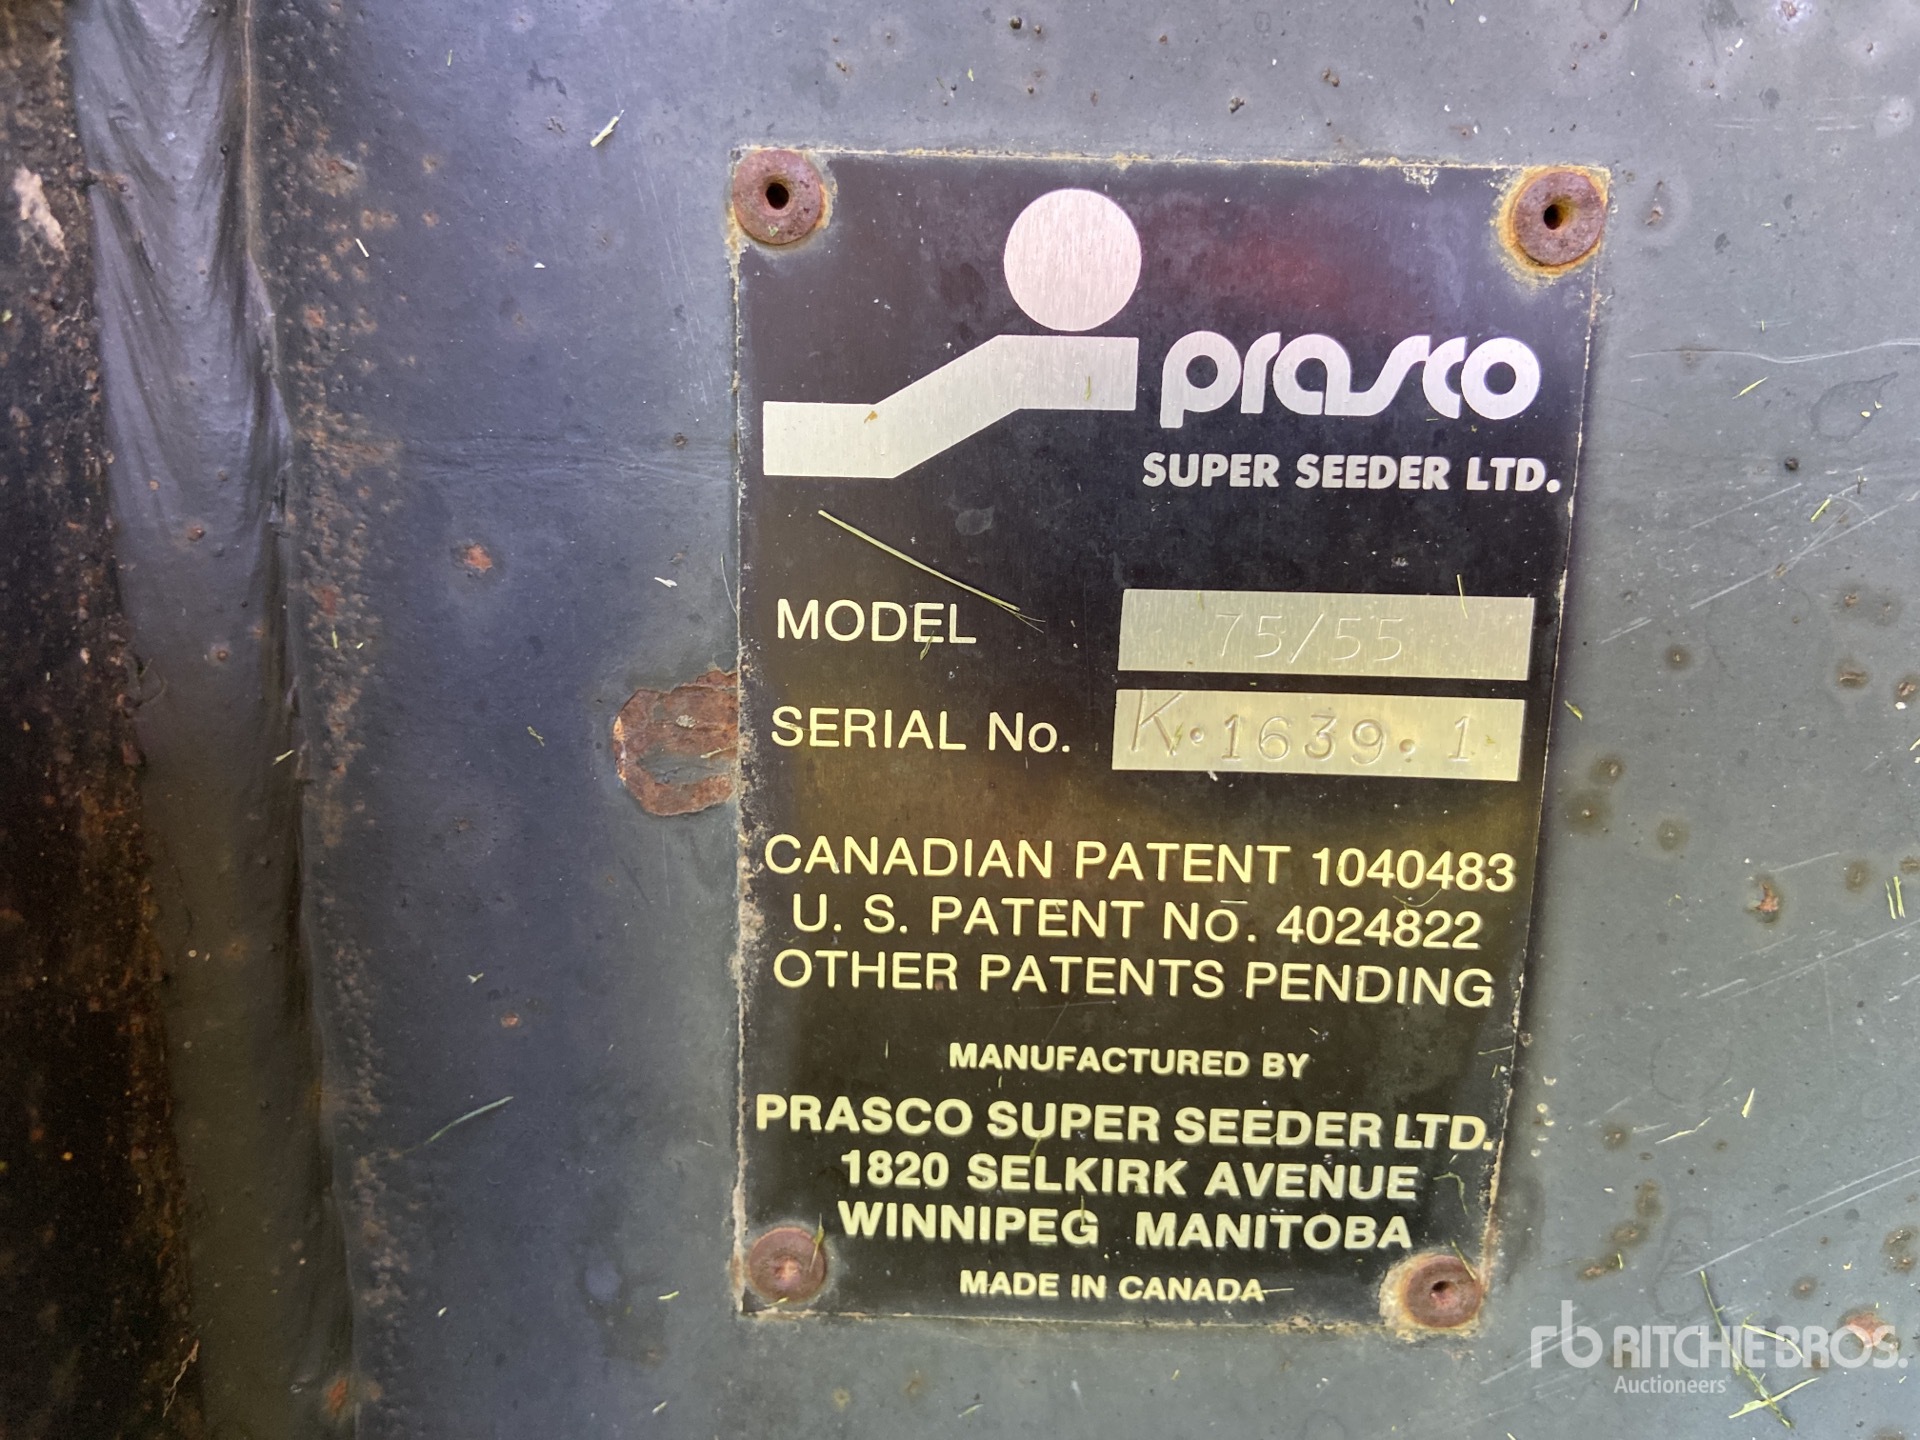 prasco
SUPER SEEDER LTD.
MODEL 75/55
SERIAL No. K.1639.1
CANADIAN PATENT 1040483
U. S. PATENT No. 4024822
OTHER PATENTS PENDING
MANUFACTURED BY
PRASCO SUPER SEEDER LTD.
1820 SELKIRK AVENUE
WINNIPEG MANITOBA
MADE IN CANADA
rb RITCHIE BROS.
Auctioneers